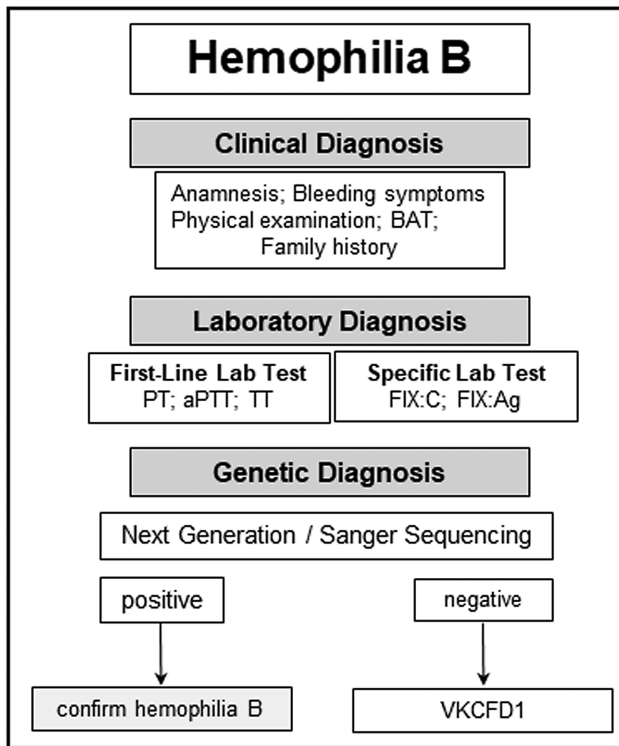 Hemophilia B
Clinical Diagnosis
Anamnesis; Bleeding symptoms
Physical examination; BAT;
Family history
Laboratory Diagnosis
First-Line Lab Test
PT; aPTT; TT
Specific Lab Test
FIX:C; FIX:Ag
Genetic Diagnosis
Next Generation / Sanger Sequencing
positive
negative
confirm hemophilia B
VKCFD1